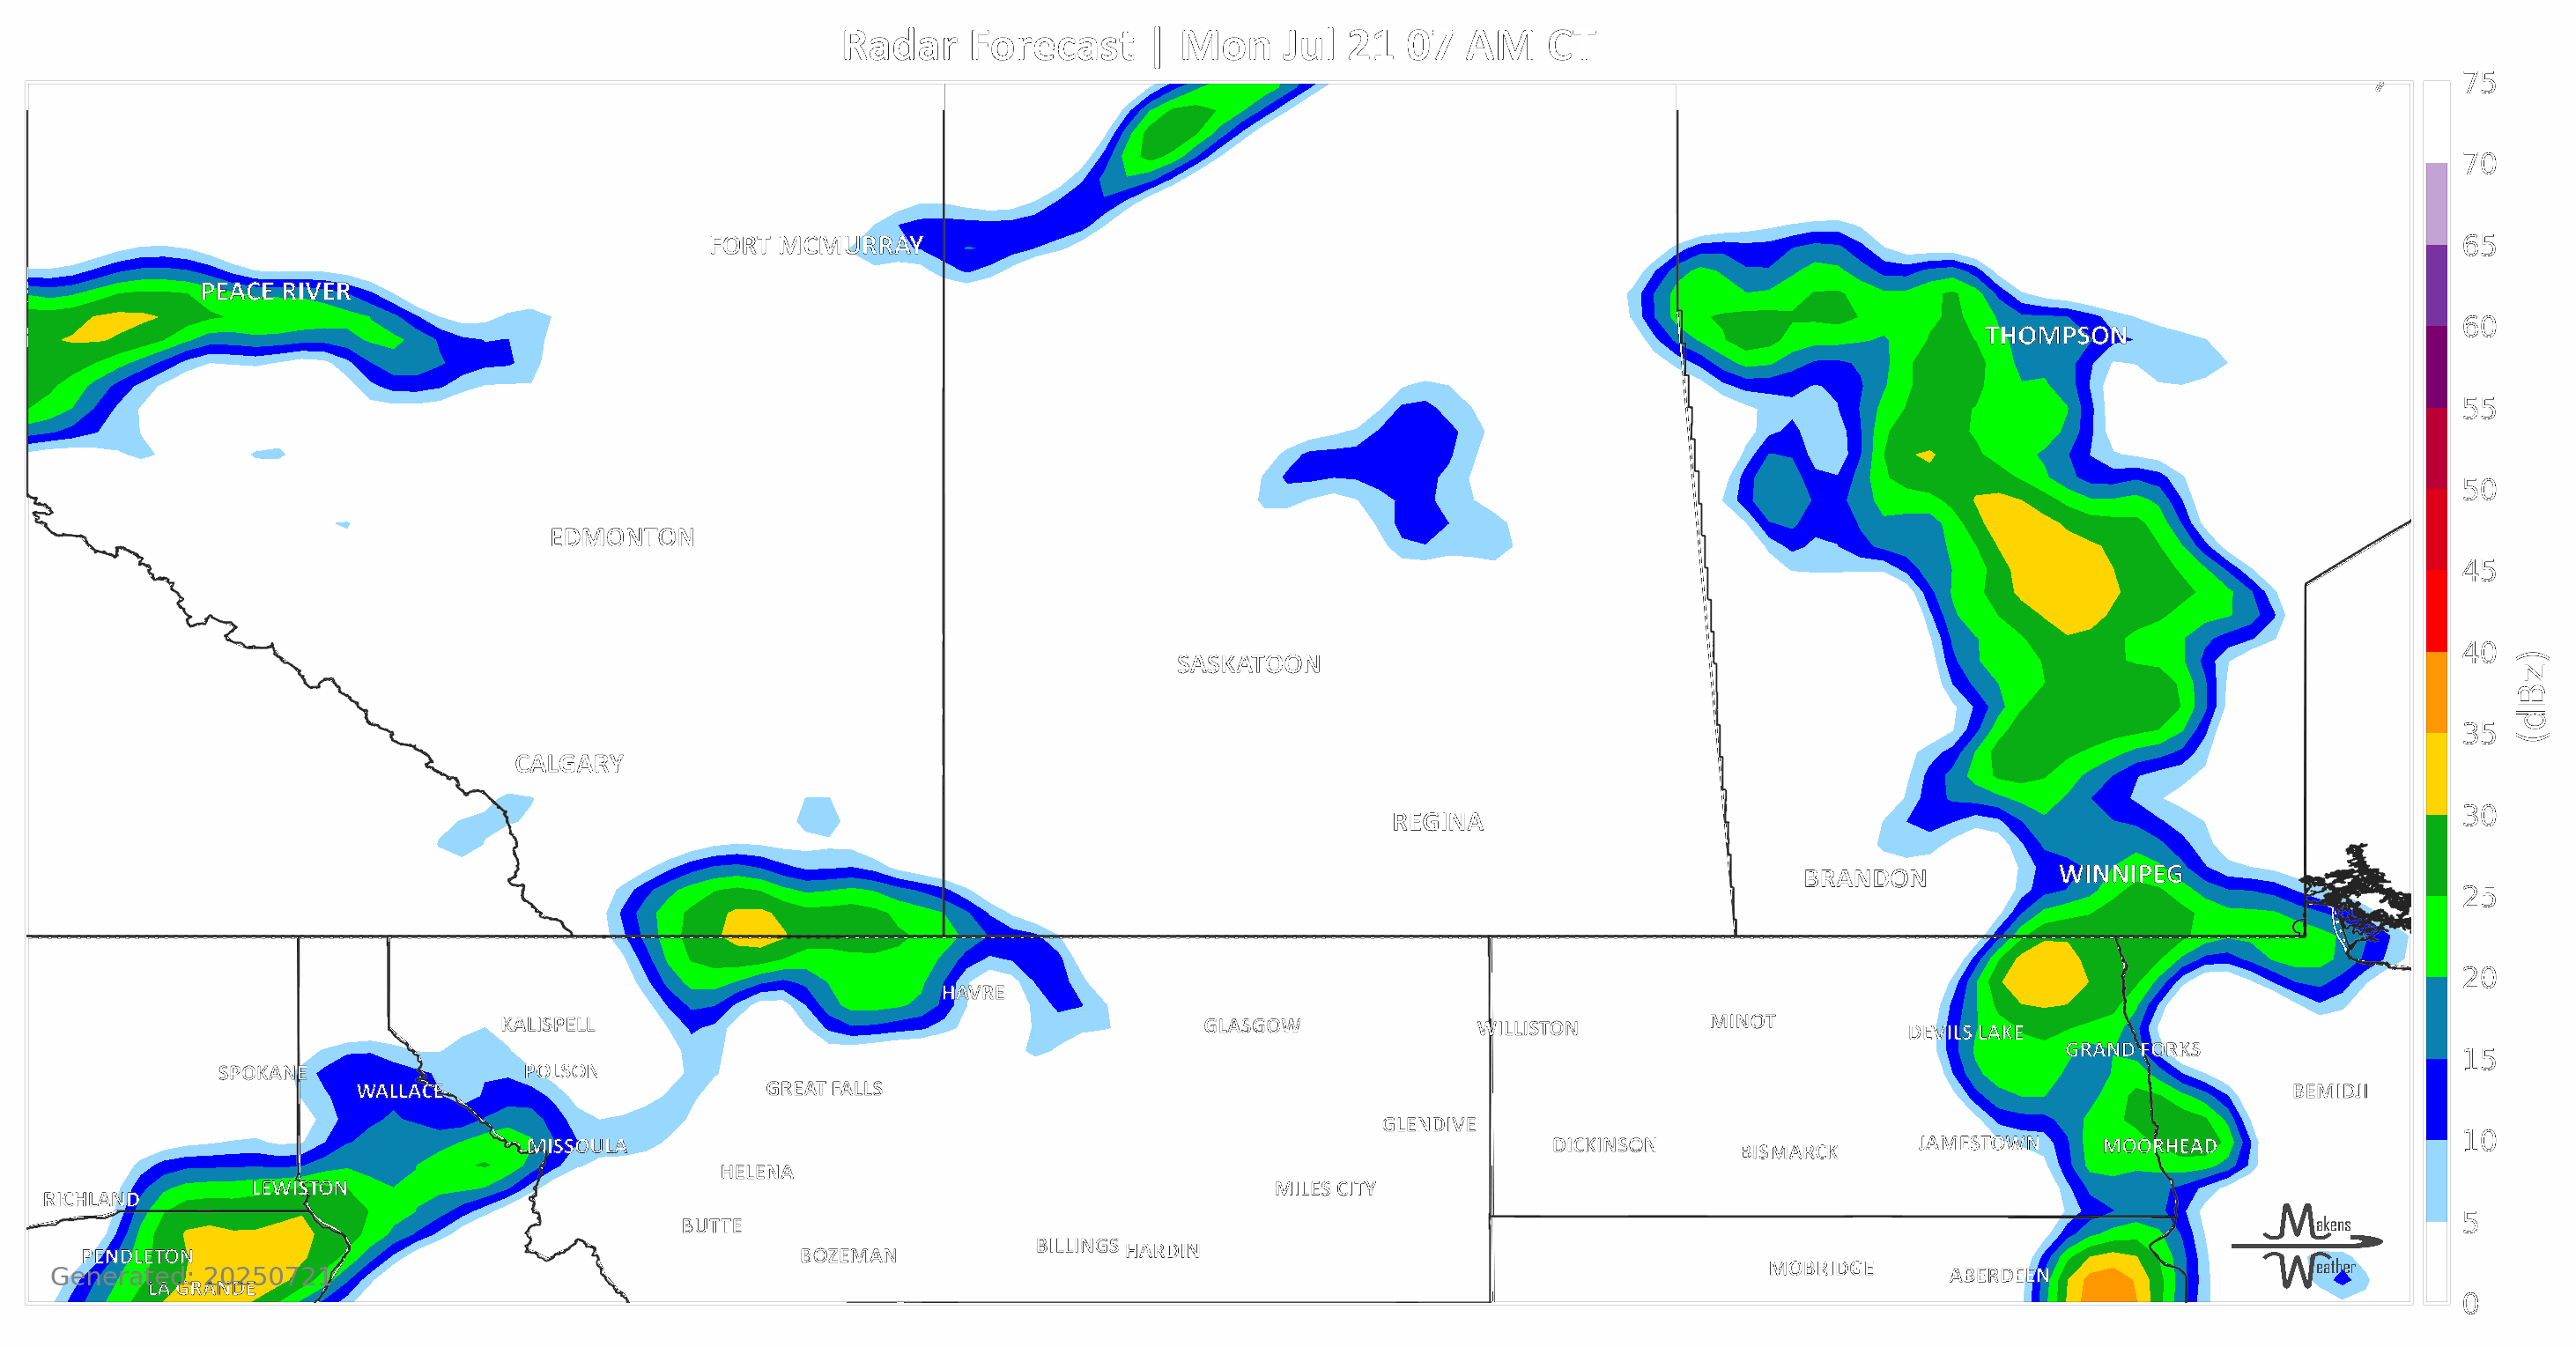 Radar Forecast | Mon Jul 21 07 AM CT
75
70
65
60
55
50
45
40
35
30
25
20
15
10
5
0
(dBz)
FORT MCMURRAY
PEACE RIVER
THOMPSON
EDMONTON
SASKATOON
CALGARY
REGINA
BRANDON
WINNIPEG
HAVRE
KALISPELL
GLASGOW
WILLISTON
MINOT
DEVILS LAKE
GRAND FORKS
SPOKANE
POLSON
WALLACE
GREAT FALLS
BEMIDJI
GLENDIVE
MISSOULA
DICKINSON
BISMARCK
JAMESTOWN
MOORHEAD
HELENA
LEWISTON
MILES CITY
RICHLAND
BUTTE
BILLINGS
HARDIN
PENDLETON
BOZEMAN
MOBRIDGE
ABERDEEN
Generated: 20250721
LA GRANDE
Makens
Weather